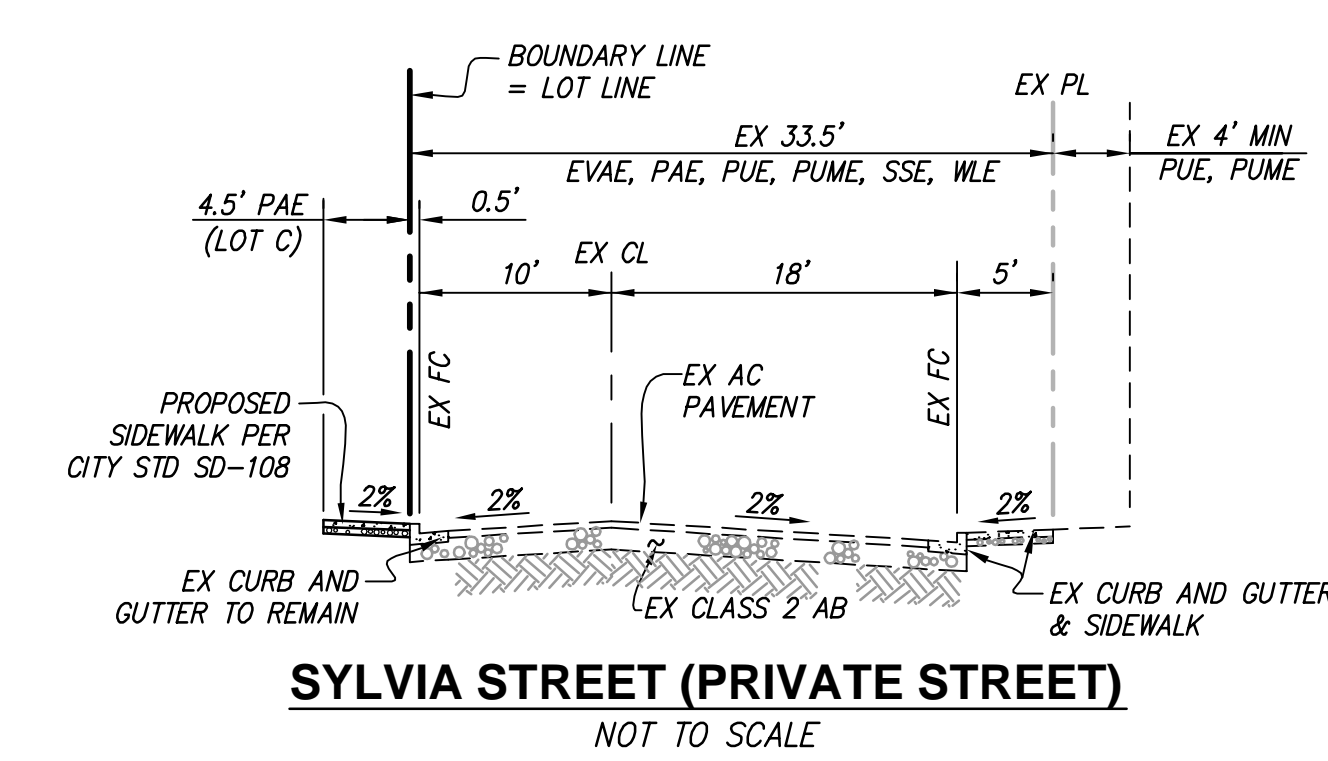 BOUNDARY LINE
= LOT LINE
EX PL
EX 33.5'
EVAE, PAE, PUE, PUME, SSE, WLE
EX 4' MIN
PUE, PUME
4.5' PAE
(LOT C)
0.5'
EX CL
10'
18'
5'
EX FC
EX FC
EX AC
PAVEMENT
PROPOSED
SIDEWALK PER
CITY STD SD-108
2%
2%
2%
2%
EX CURB AND
GUTTER TO REMAIN
EX CLASS 2 AB
EX CURB AND GUTTER
& SIDEWALK
SYLVIA STREET (PRIVATE STREET)
NOT TO SCALE